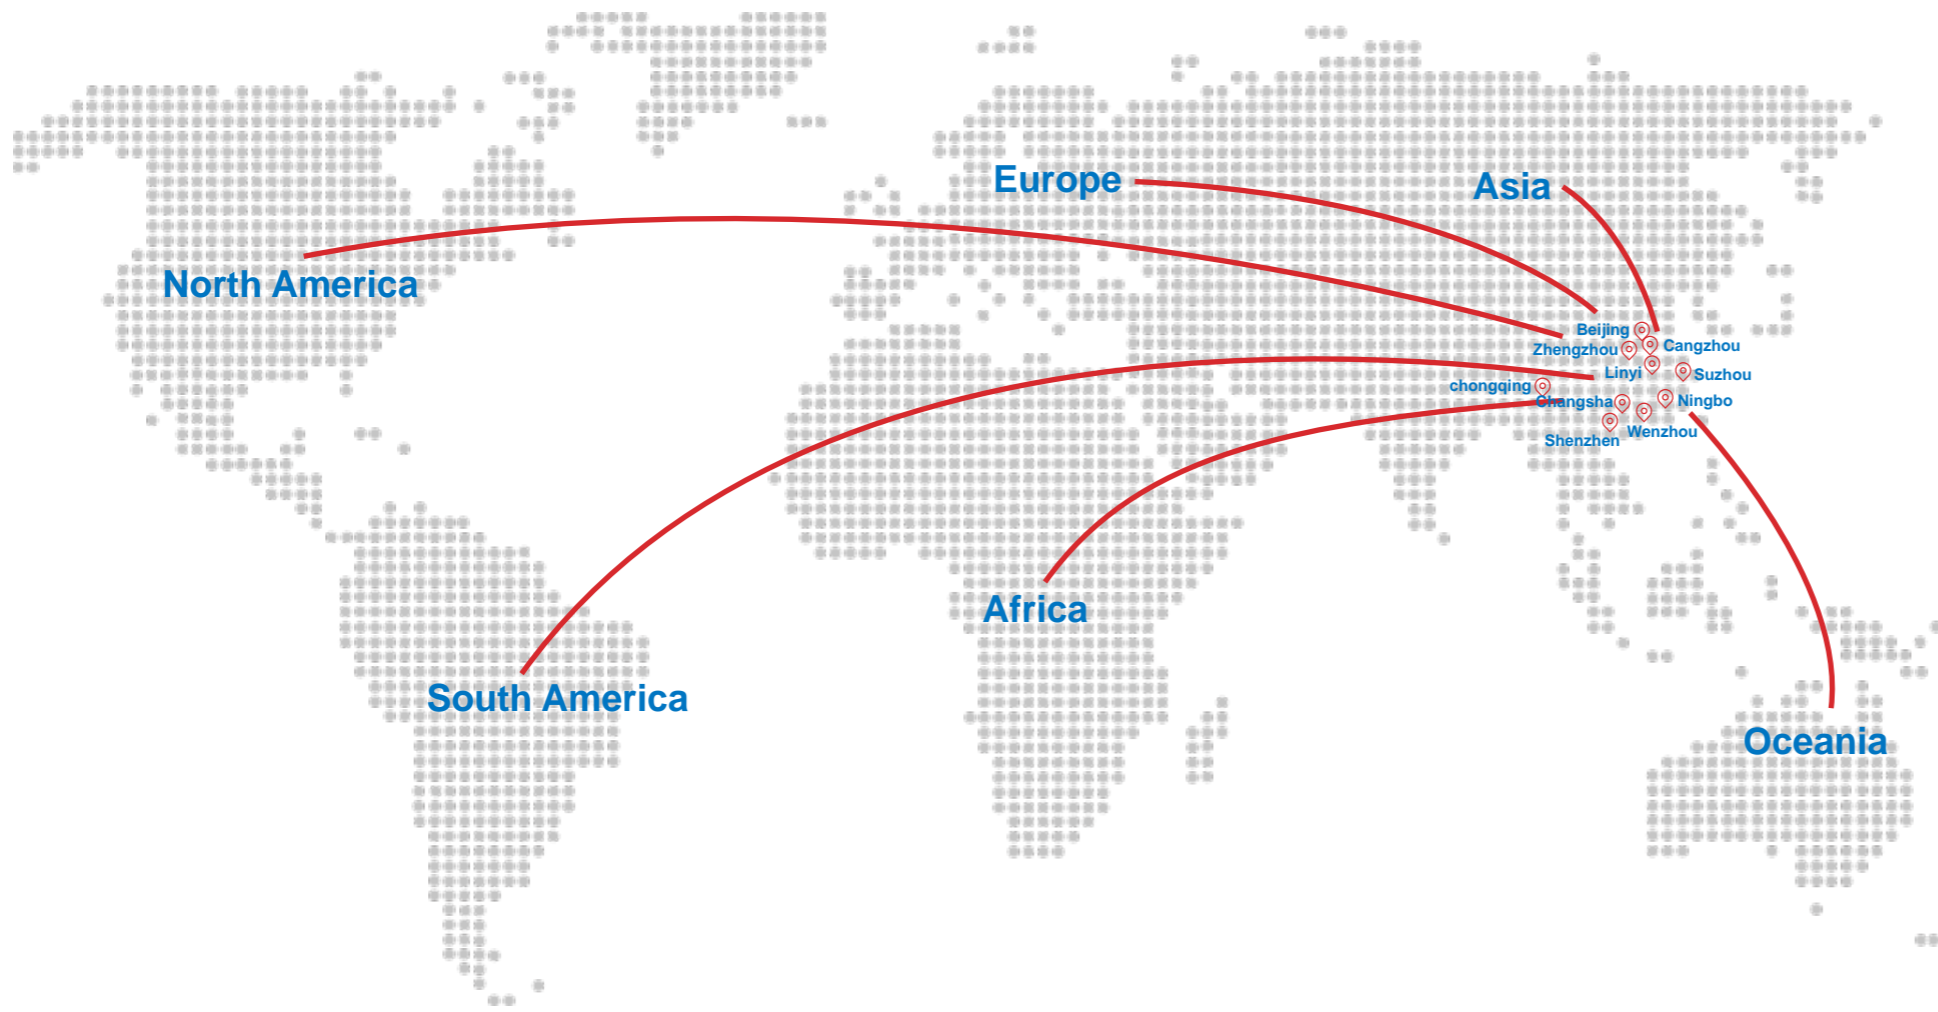 Europe
Asia
North America
Beijing
Cangzhou
Zhengzhou
Linyi
Suzhou
chongqing
Changsha
Ningbo
Wenzhou
Shenzhen
Africa
South America
Oceania